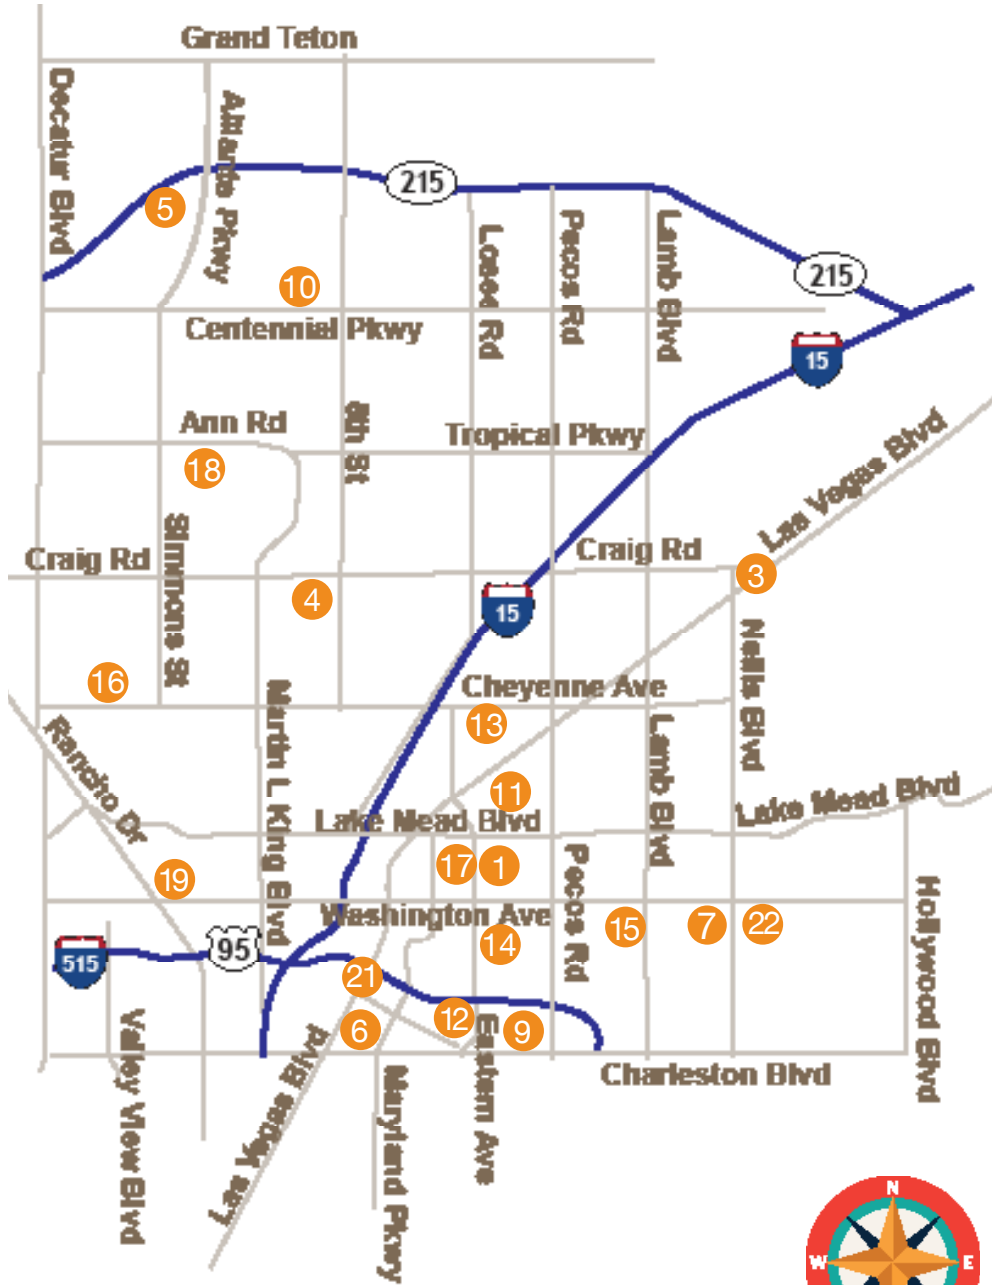 Grand Teton
Decatur Blvd
Aliante Pkwy
215
5
Losee Rd
Pecos Rd
Lamb Blvd
215
10
Centennial Pkwy
15
Ann Rd
5th St
Tropical Pkwy
Las Vegas Blvd
18
Craig Rd
Simmons St
Craig Rd
3
4
15
Nellis Blvd
16
Cheyenne Ave
Martin L King Blvd
13
Rancho Dr
Lamb Blvd
11
Lake Mead Blvd
Lake Mead Blvd
17
1
Pecos Rd
19
Hollywood Blvd
Washington Ave
15
7
22
95
14
515
21
12
6
9
Eastern Ave
Valley View Blvd
Las Vegas Blvd
Maryland Pkwy
Charleston Blvd
N
W
E